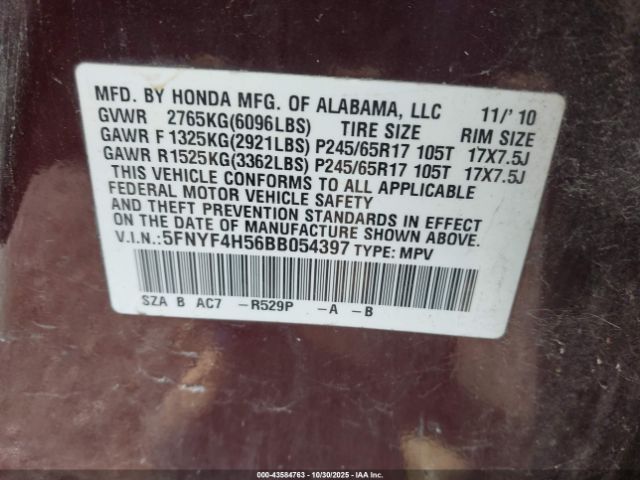 MFD. BY HONDA MFG. OF ALABAMA, LLC 11/' 10
GVWR 2765KG(6096LBS) TIRE SIZE RIM SIZE
GAWR F 1325KG(2921LBS) P245/65R17 105T 17X7.5J
GAWR R1525KG(3362LBS) P245/65R17 105T 17X7.5J
THIS VEHICLE CONFORMS TO ALL APPLICABLE
FEDERAL MOTOR VEHICLE SAFETY
AND THEFT PREVENTION STANDARDS IN EFFECT
ON THE DATE OF MANUFACTURE SHOWN ABOVE.
V.I.N.:5FNYF4H56BB054397 TYPE: MPV
SZA B AC7 -R529P -A -B
000-43584763 - 10/30/2025 - IAA Inc.